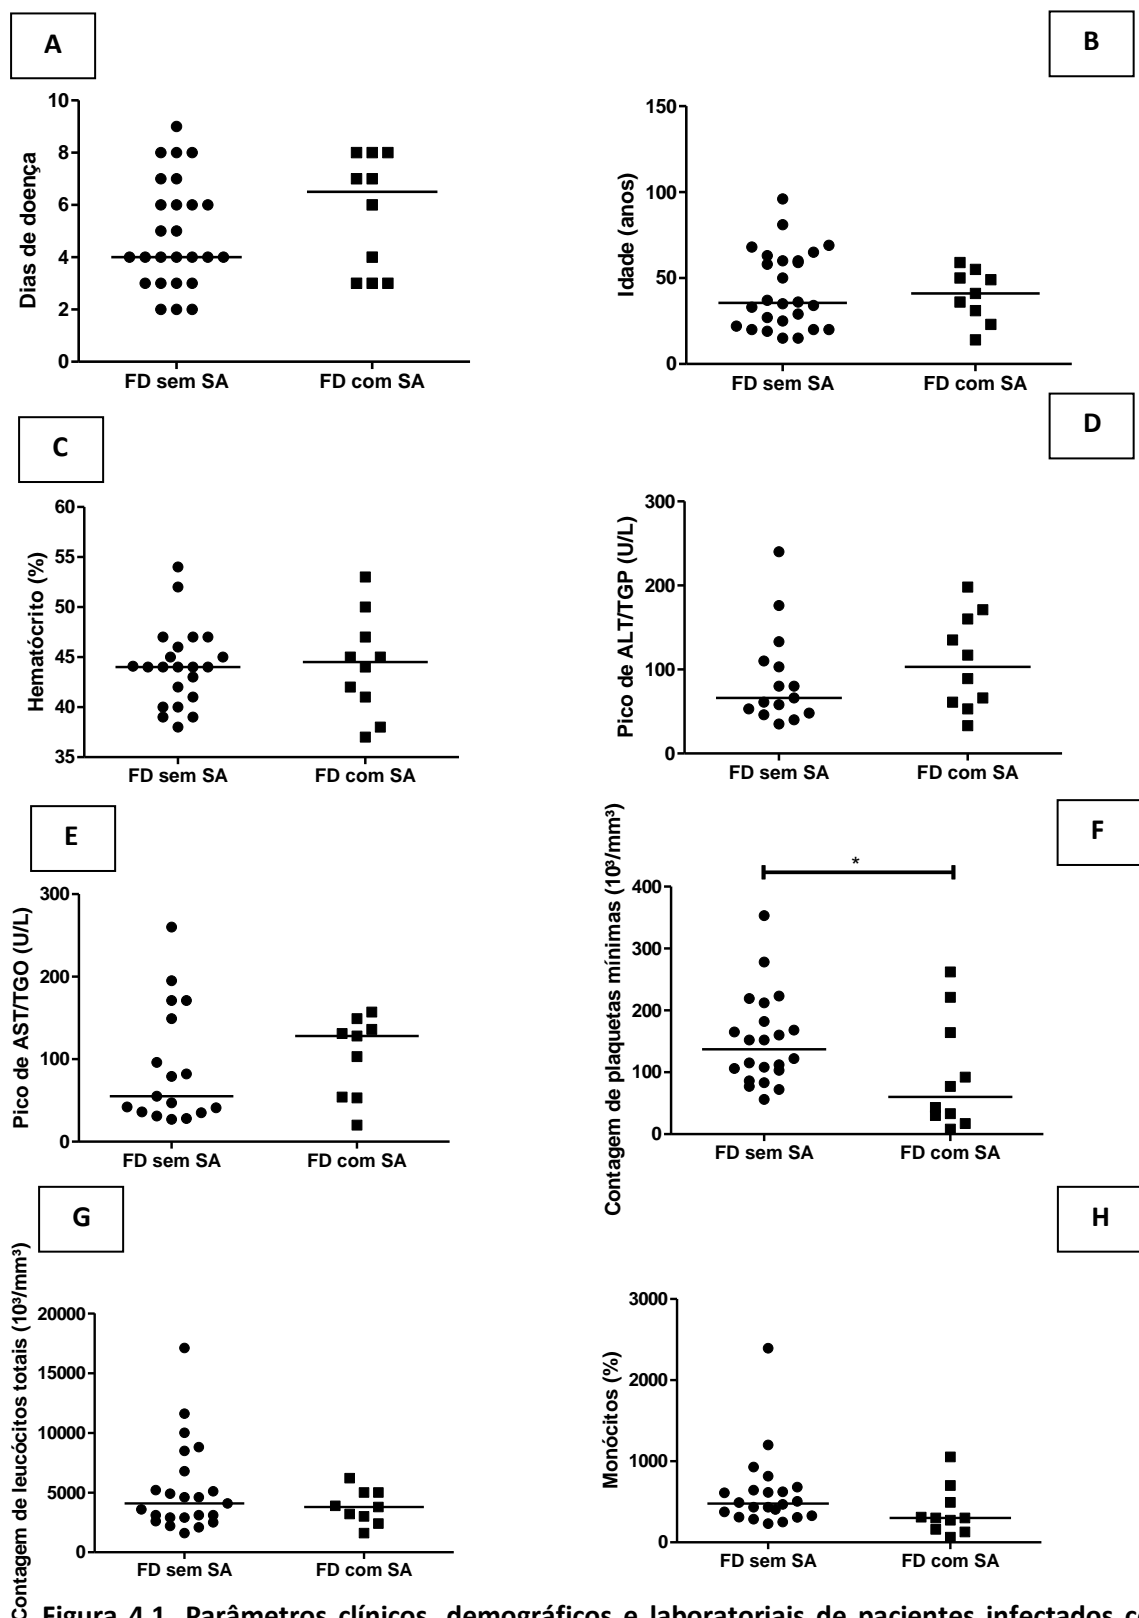 A
B
Dias de doença
10
8
6
4
2
0
FD sem SA
FD com SA
Idade (anos)
150
100
50
0
FD sem SA
FD com SA
C
D
Hematócrito (%)
60
55
50
45
40
35
FD sem SA
FD com SA
Pico de ALT/TGP (U/L)
300
200
100
0
FD sem SA
FD com SA
E
F
Pico de AST/TGO (U/L)
300
200
100
0
FD sem SA
FD com SA
Contagem de plaquetas mínimas (10³/mm³)
*
400
300
200
100
0
FD sem SA
FD com SA
G
H
Contagem de leucócitos totais (10³/mm³)
20000
15000
10000
5000
0
FD sem SA
FD com SA
Monócitos (%)
3000
2000
1000
0
FD sem SA
FD com SA
Figura 4.1. Parâmetros clínicos, demográficos e laboratoriais de pacientes infectados